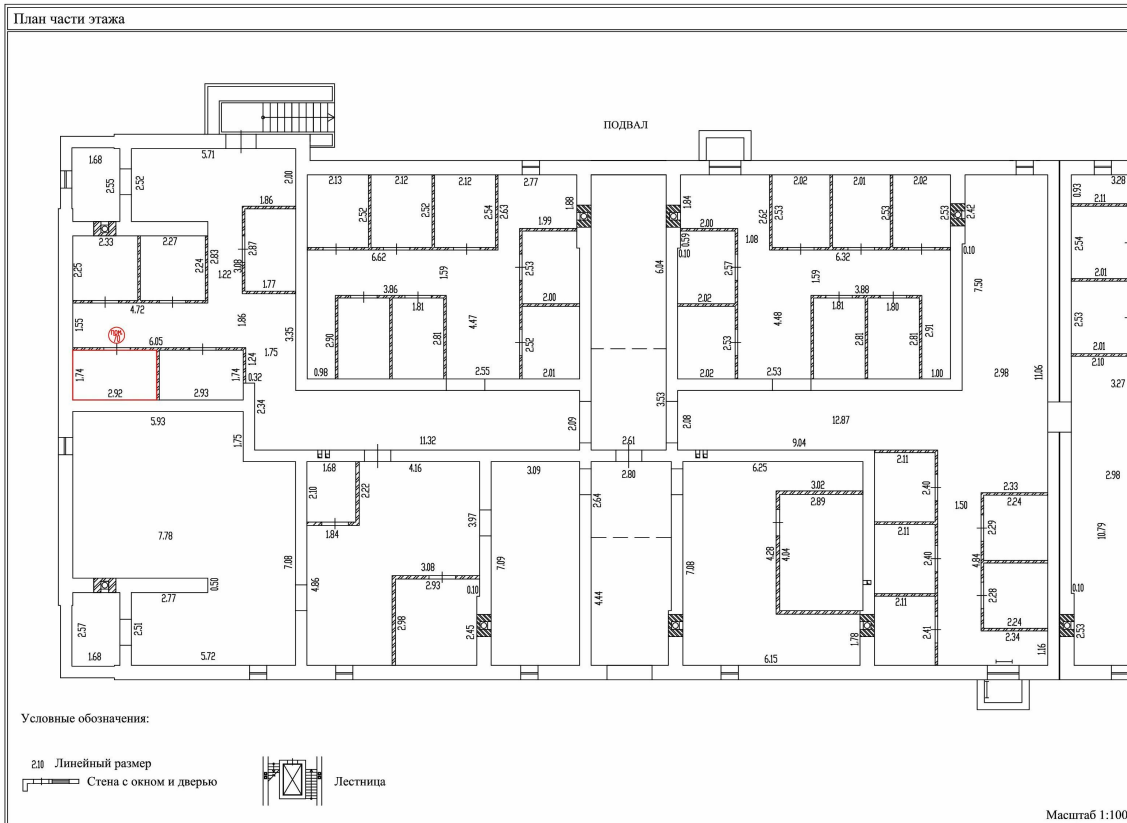 План части этажа
ПОДВАЛ
1.68 5.71 2.55 2.52 2.00 1.86
2.13 2.12 2.12 2.77 2.52 2.52 2.54 2.63 1.88 1.99
1.84 2.00 2.02 2.01 2.02 2.62 2.53 2.53 2.53 2.42
0.93 3.28 2.11
2.33 2.27 2.25 2.24 2.83 1.22 3.08 2.87 1.77
6.62 1.59 2.53 2.00 6.04 0.59 0.10 1.08 2.57 6.32 1.59 2.02 0.10 7.50 2.54 2.01
4.72 1.55 1.86 3.35 3.86 1.81 4.47 2.90 2.81 2.52
4.48 3.88 1.81 1.80 2.53 2.81 2.81 2.91 2.53 2.01 2.10
пом. 70
6.05 1.75 1.24 1.74 2.92 2.93 1.74 0.32
0.98 2.55 2.01 2.02 2.53 1.00 2.98 11.06 3.27
5.93 1.75 2.34 11.32 2.09 3.53 2.61 2.08 12.87 9.04
1.68 4.16 2.10 2.22 1.84 3.09 3.97 2.80 2.64 6.25 3.02 2.89 2.11 2.40 1.50 2.33 2.24 2.29 2.98
7.78 7.08 4.86 3.08 2.93 0.10 7.09 4.44 7.08 4.28 4.04 2.11 2.40 4.84 10.79
0.50 2.77 2.57 2.51 1.68 5.72 2.98 2.45 6.15 1.78 2.11 2.41 2.28 2.24 2.34 1.16 0.10 2.53
Условные обозначения:
2.10 Линейный размер
Стена с окном и дверью
Лестница
Масштаб 1:100